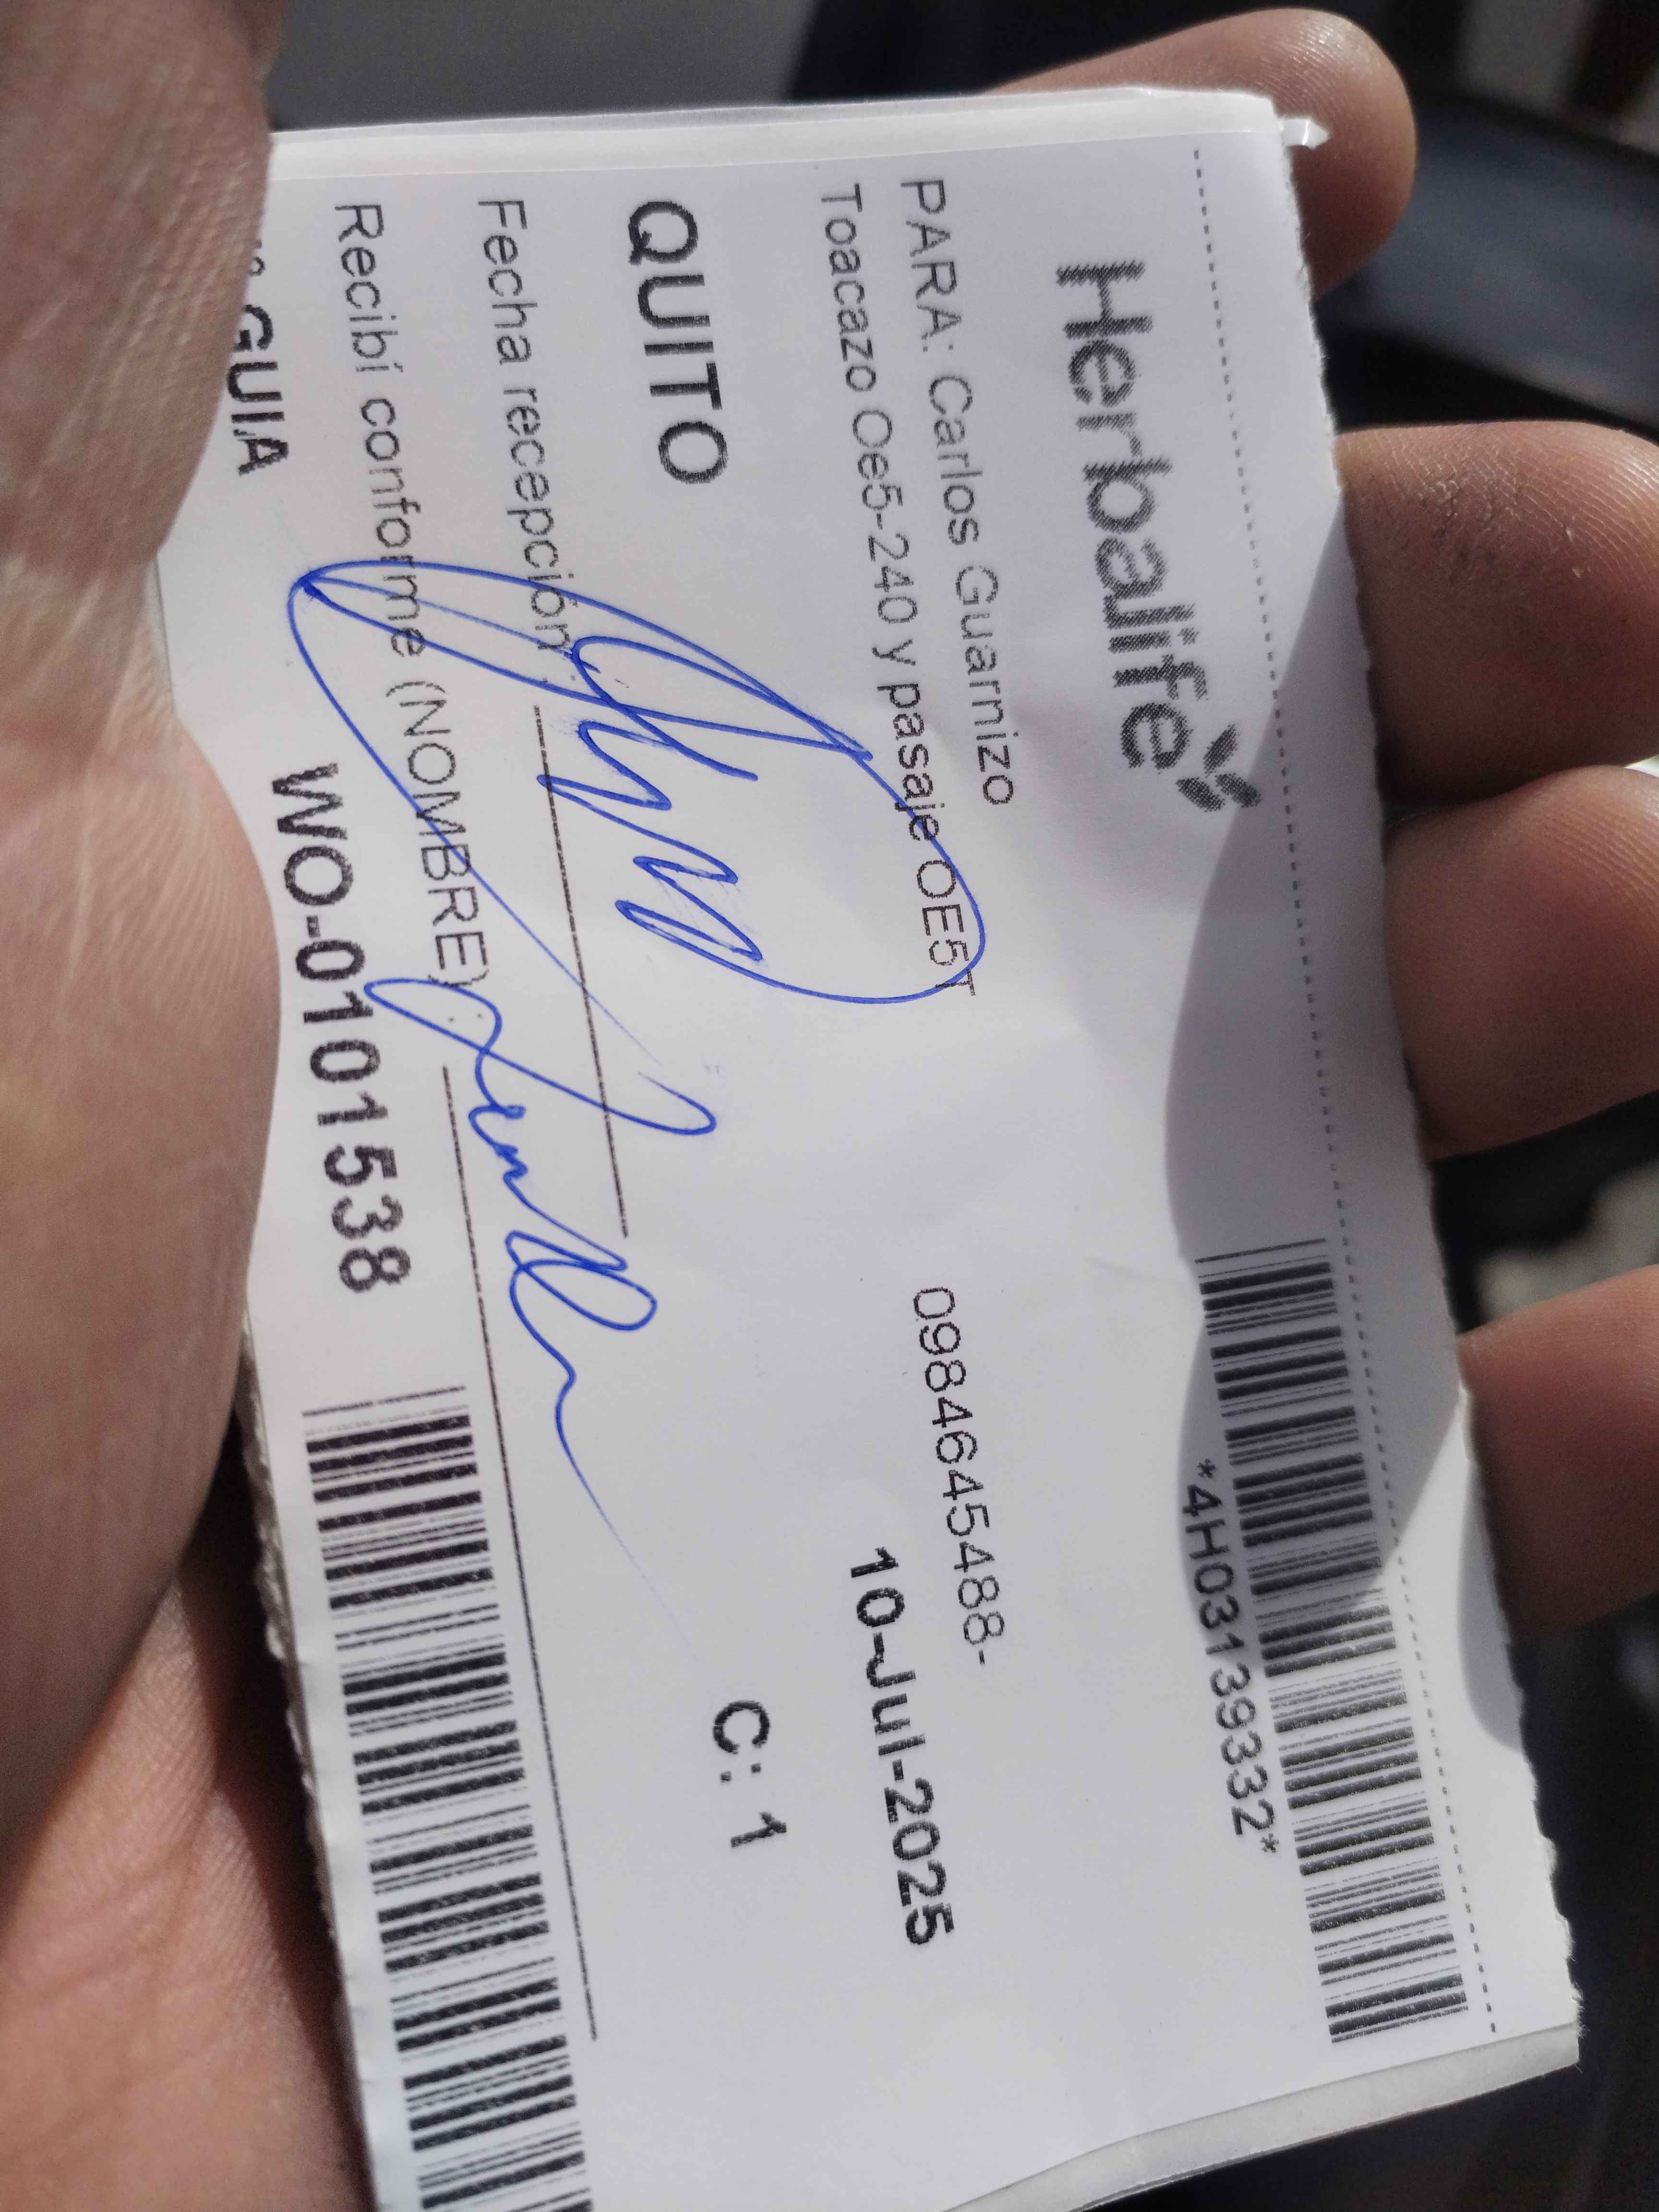 Herbalife
*4H03139332*
PARA: Carlos Guarnizo 0984645488-
Toacazo Oe5-240 y pasaje OE5T
10-Jul-2025
QUITO C: 1
Fecha recepción:
Recibí conforme (NOMBRE):
GUIA WO-0101538